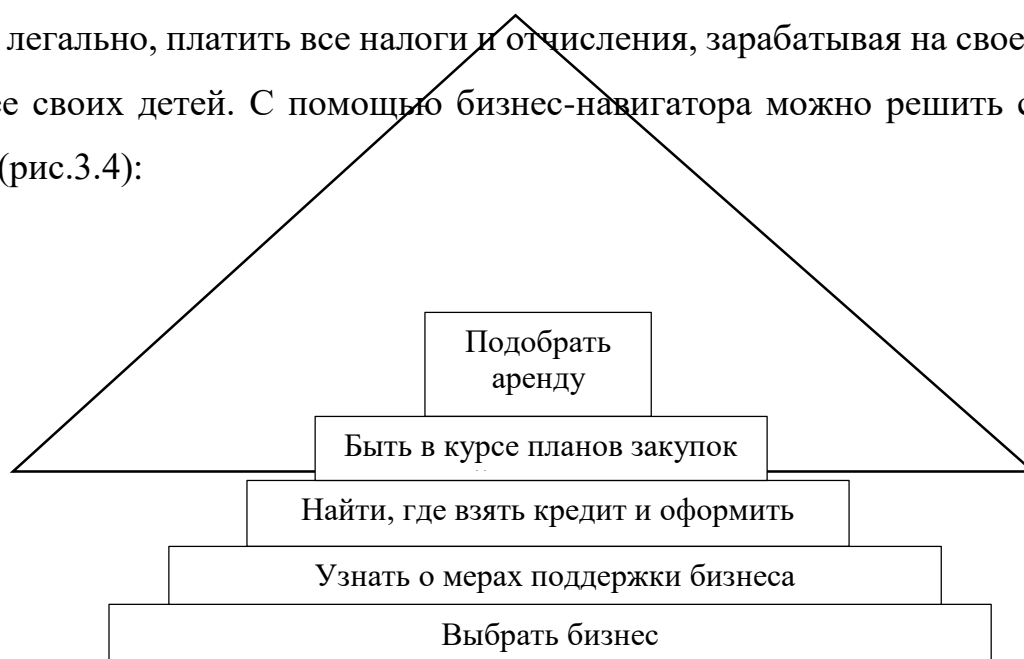 легально, платить все налоги и отчисления, зарабатывая на свое
ее своих детей. С помощью бизнес-навигатора можно решить с
(рис.3.4):
Подобрать
аренду
Быть в курсе планов закупок
Найти, где взять кредит и оформить
Узнать о мерах поддержки бизнеса
Выбрать бизнес